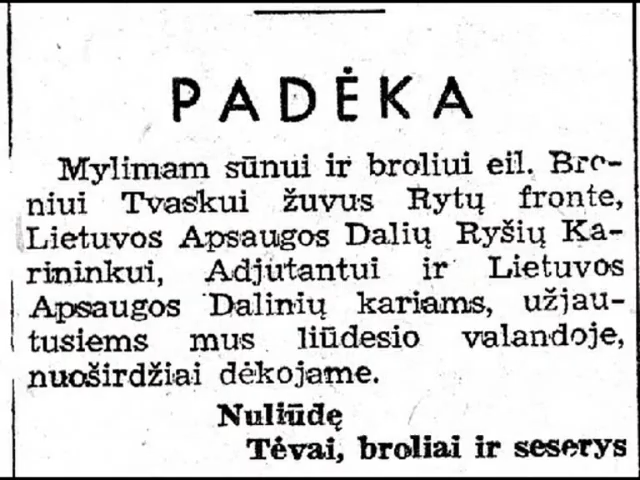 PADĖKA
Mylimam sūnui ir broliui eil. Bro-
niui Tvaskui žuvus Rytų fronte,
Lietuvos Apsaugos Dalių Ryšių Ka-
rininkui, Adjutantui ir Lietuvos
Apsaugos Dalinių kariams, užjau-
tusiems mus liūdesio valandoje,
nuoširdžiai dėkojame.
Nuliūdę
Tėvai, broliai ir seserys